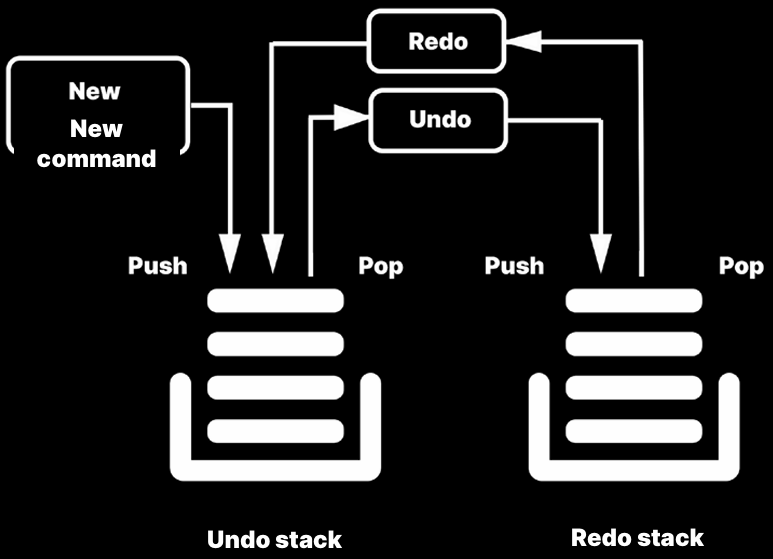 Redo
New
New
command
Undo
Push
Pop
Push
Pop
Undo stack
Redo stack